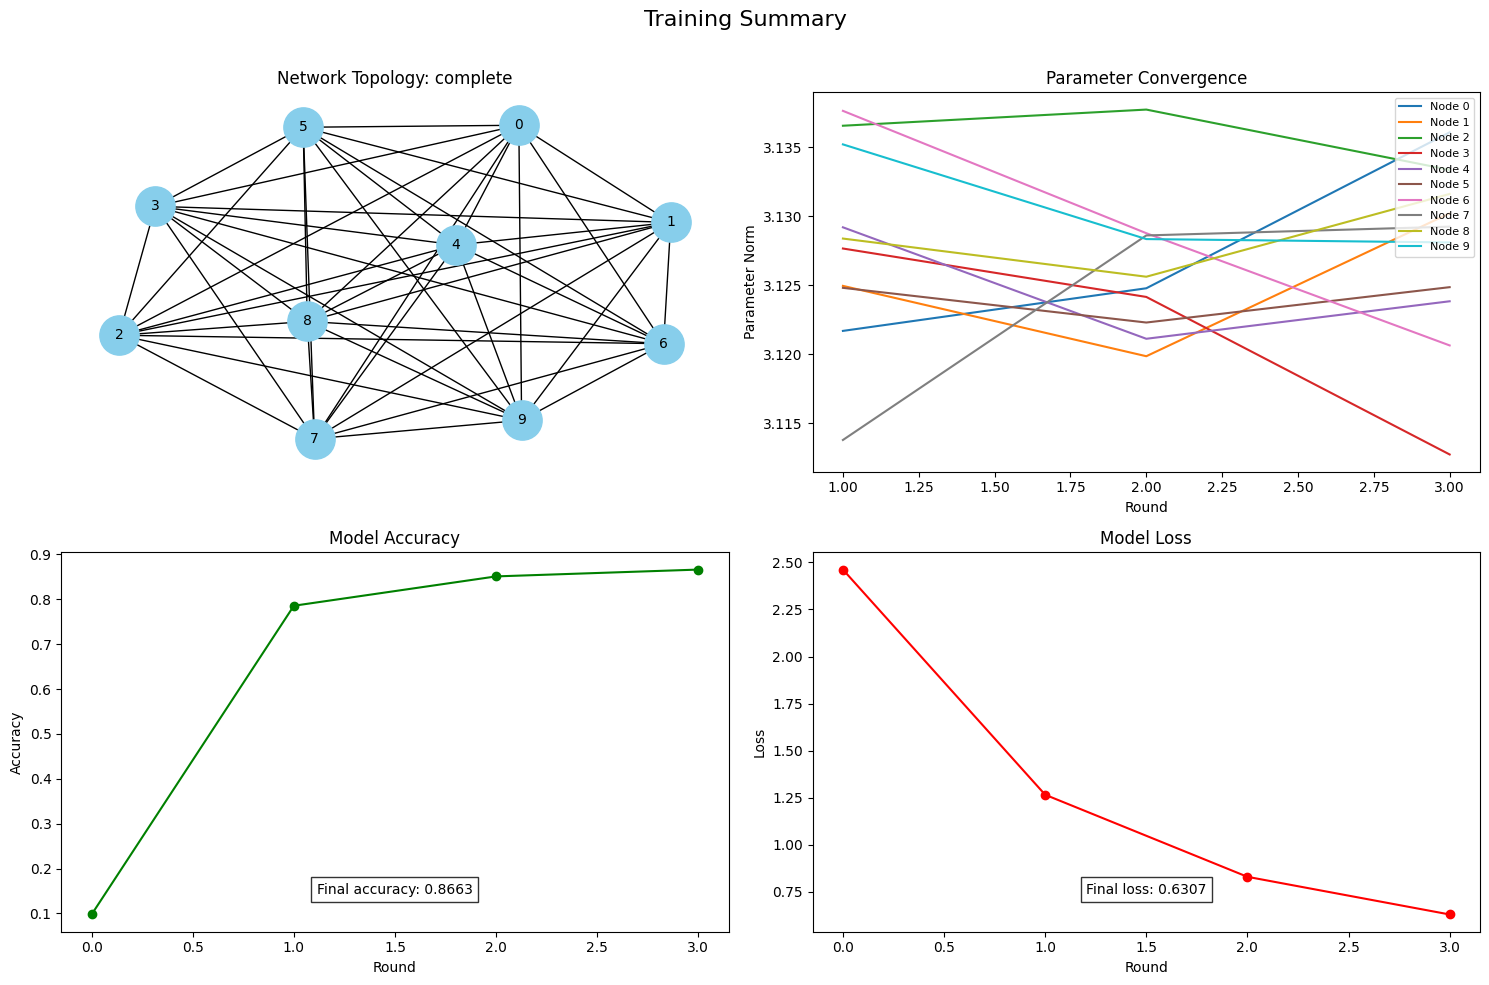 Training Summary
Network Topology: complete
5
0
3
1
4
8
2
6
9
7
Parameter Convergence
Parameter Norm
3.135
3.130
3.125
3.120
3.115
1.00 1.25 1.50 1.75 2.00 2.25 2.50 2.75 3.00
Round
Node 0
Node 1
Node 2
Node 3
Node 4
Node 5
Node 6
Node 7
Node 8
Node 9
Model Accuracy
Accuracy
0.9
0.8
0.7
0.6
0.5
0.4
0.3
0.2
0.1
Final accuracy: 0.8663
0.0 0.5 1.0 1.5 2.0 2.5 3.0
Round
Model Loss
Loss
2.50
2.25
2.00
1.75
1.50
1.25
1.00
0.75
Final loss: 0.6307
0.0 0.5 1.0 1.5 2.0 2.5 3.0
Round